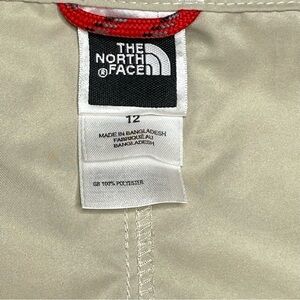 THE
NORTH
FACE
®
12
MADE IN BANGLADESH
FABRIQUÉ AU
BANGLADESH
GB 100% POLYESTER